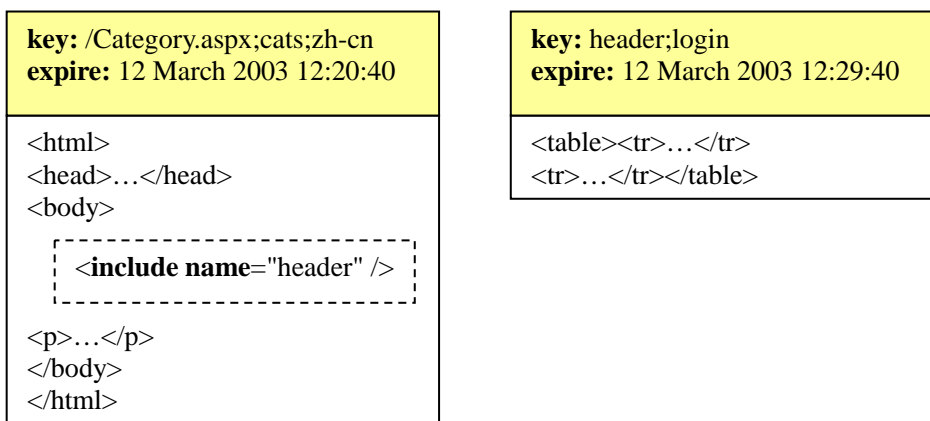 key: /Category.aspx;cats;zh-cn
expire: 12 March 2003 12:20:40
<html>
<head>…</head>
<body>
<include name="header" />
<p>…</p>
</body>
</html>
key: header;login
expire: 12 March 2003 12:29:40
<table><tr>…</tr>
<tr>…</tr></table>